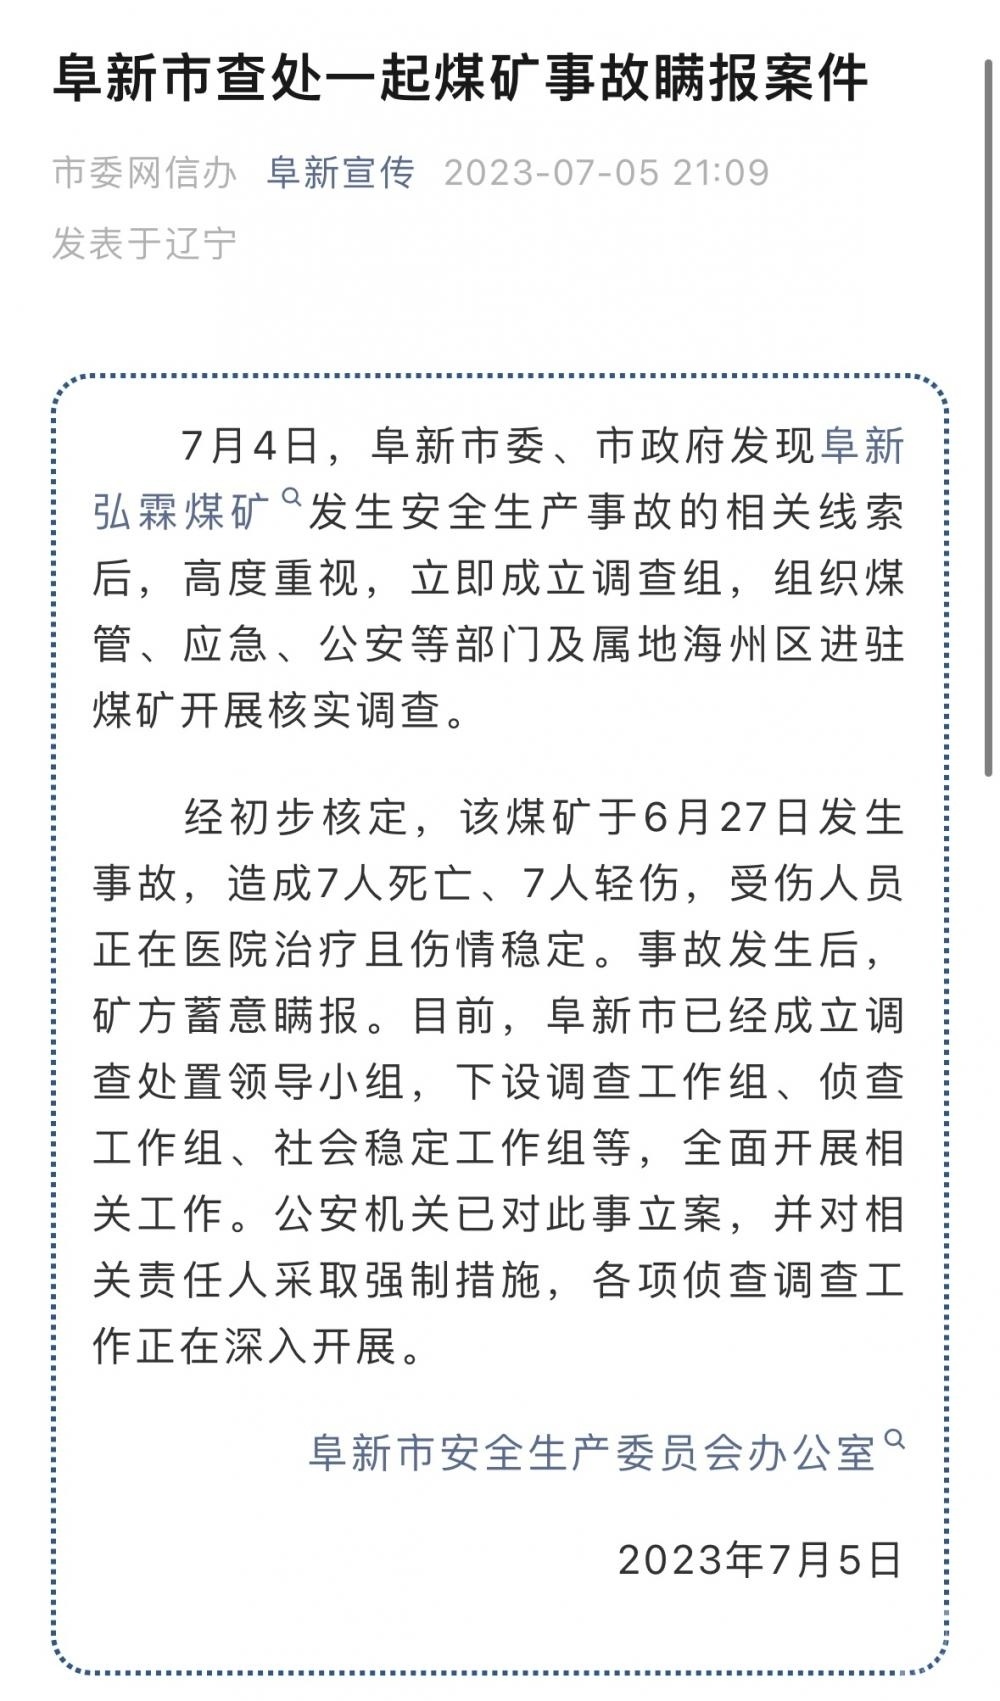 阜新市查处一起煤矿事故瞒报案件
市委网信办 阜新宣传 2023-07-05 21:09
发表于辽宁
7月4日，阜新市委、市政府发现阜新
弘霖煤矿发生安全生产事故的相关线索
后，高度重视，立即成立调查组，组织煤
管、应急、公安等部门及属地海州区进驻
煤矿开展核实调查。
经初步核定，该煤矿于6月27日发生
事故，造成7人死亡、7人轻伤，受伤人员
正在医院治疗且伤情稳定。事故发生后，
矿方蓄意瞒报。目前，阜新市已经成立调
查处置领导小组，下设调查工作组、侦查
工作组、社会稳定工作组等，全面开展相
关工作。公安机关已对此事立案，并对相
关责任人采取强制措施，各项侦查调查工
作正在深入开展。
阜新市安全生产委员会办公室
2023年7月5日